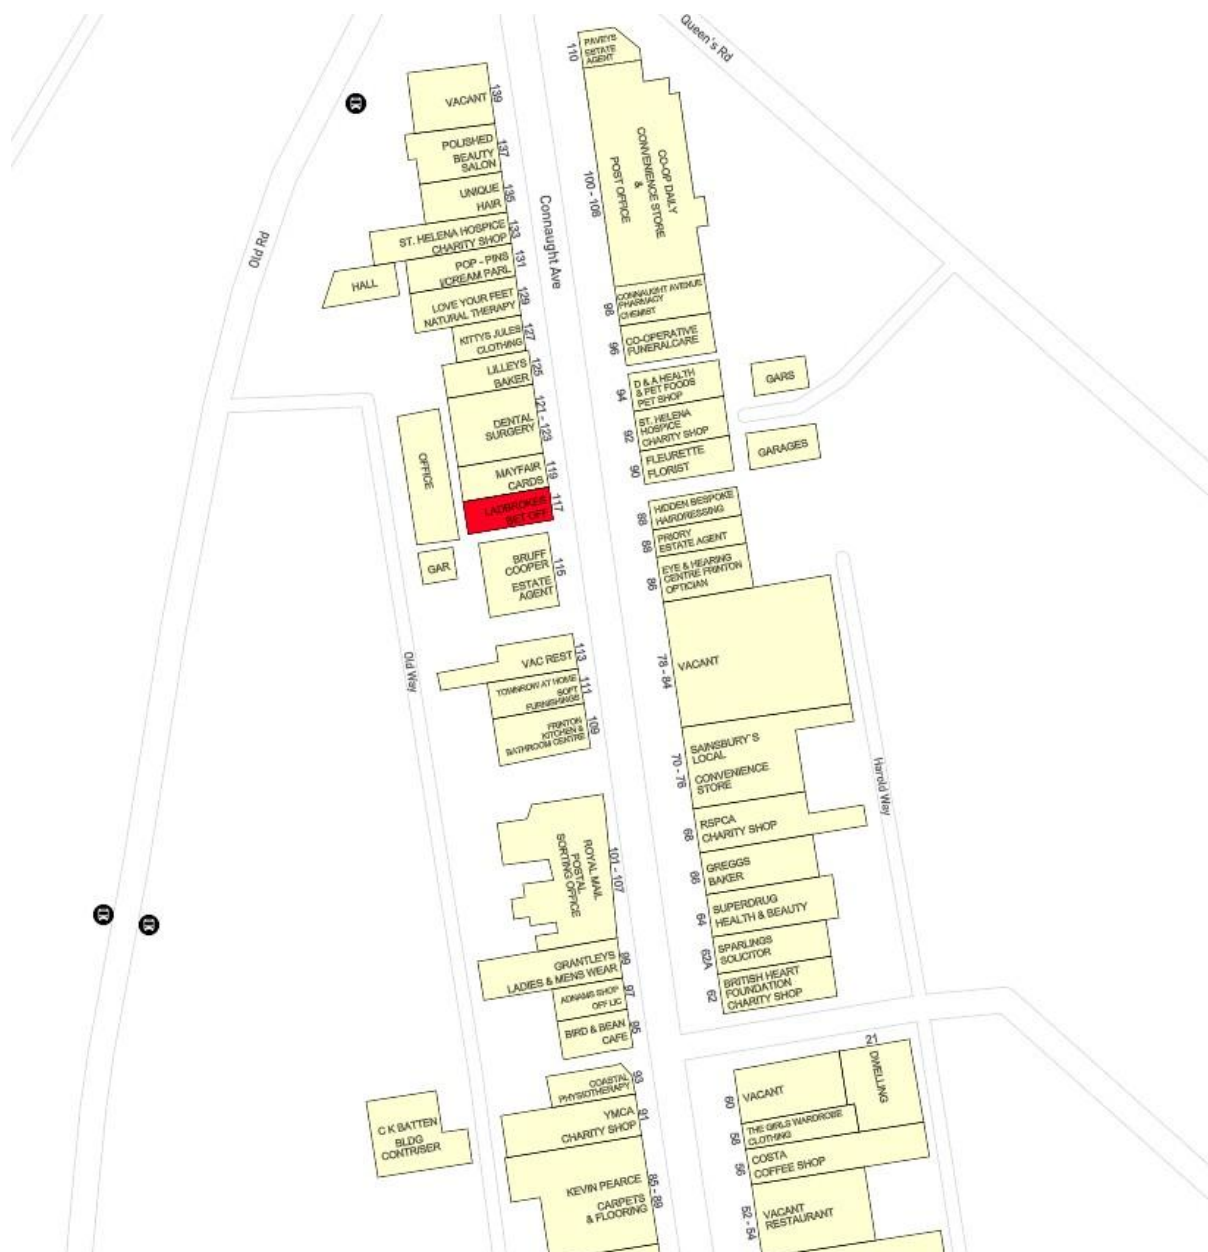 Queen's Rd
Old Rd
Connaught Ave
Old Way
Harold Way
VACANT
139
POLISHED
BEAUTY
SALON
137
UNIQUE
HAIR
135
ST. HELENA HOSPICE
CHARITY SHOP
133
POP - PINS
I/CREAM PARL
131
HALL
LOVE YOUR FEET
NATURAL THERAPY
129
KITTYS JULES
CLOTHING
127
LILLEYS
BAKER
125
DENTAL
SURGERY
121 - 123
OFFICE
MAYFAIR
CARDS
119
LADBROKES
BET OFF
117
GAR
BRUFF
COOPER
ESTATE
AGENT
115
VAC REST
113
TOWNROW AT HOME
SOFT
FURNISHINGS
111
FRINTON
KITCHEN &
BATHROOM CENTRE
109
ROYAL MAIL
POSTAL
SORTING OFFICE
101 - 107
GRANTLEYS
LADIES & MENS WEAR
99
ADNAMS SHOP
OFF LIC
97
BIRD & BEAN
CAFE
95
COASTAL
PHYSIOTHERAPY
93
YMCA
CHARITY SHOP
91
C K BATTEN
BLDG
CONT/RISER
KEVIN PEARCE
CARPETS
& FLOORING
85 - 89
PAVEYS
ESTATE
AGENT
110
CO-OP DAILY
CONVENIENCE STORE
&
POST OFFICE
100 - 108
CONNAUGHT AVENUE
PHARMACY
CHEMIST
98
CO-OPERATIVE
FUNERALCARE
96
D & A HEALTH
& PET FOODS
PET SHOP
94
GARS
ST. HELENA
HOSPICE
CHARITY SHOP
92
GARAGES
FLEURETTE
FLORIST
90
HIDDEN BESPOKE
HAIRDRESSING
88
PRIORY
ESTATE AGENT
88
EYE & HEARING
CENTRE FRINTON
OPTICIAN
86
VACANT
78 - 84
SAINSBURY'S
LOCAL
CONVENIENCE
STORE
70 - 76
RSPCA
CHARITY SHOP
68
GREGGS
BAKER
66
SUPERDRUG
HEALTH & BEAUTY
64
SPARLINGS
SOLICITOR
62A
BRITISH HEART
FOUNDATION
CHARITY SHOP
62
21
DWELLING
VACANT
60
THE GIRLS WARDROBE
CLOTHING
58
COSTA
COFFEE SHOP
56
VACANT
RESTAURANT
52 - 54